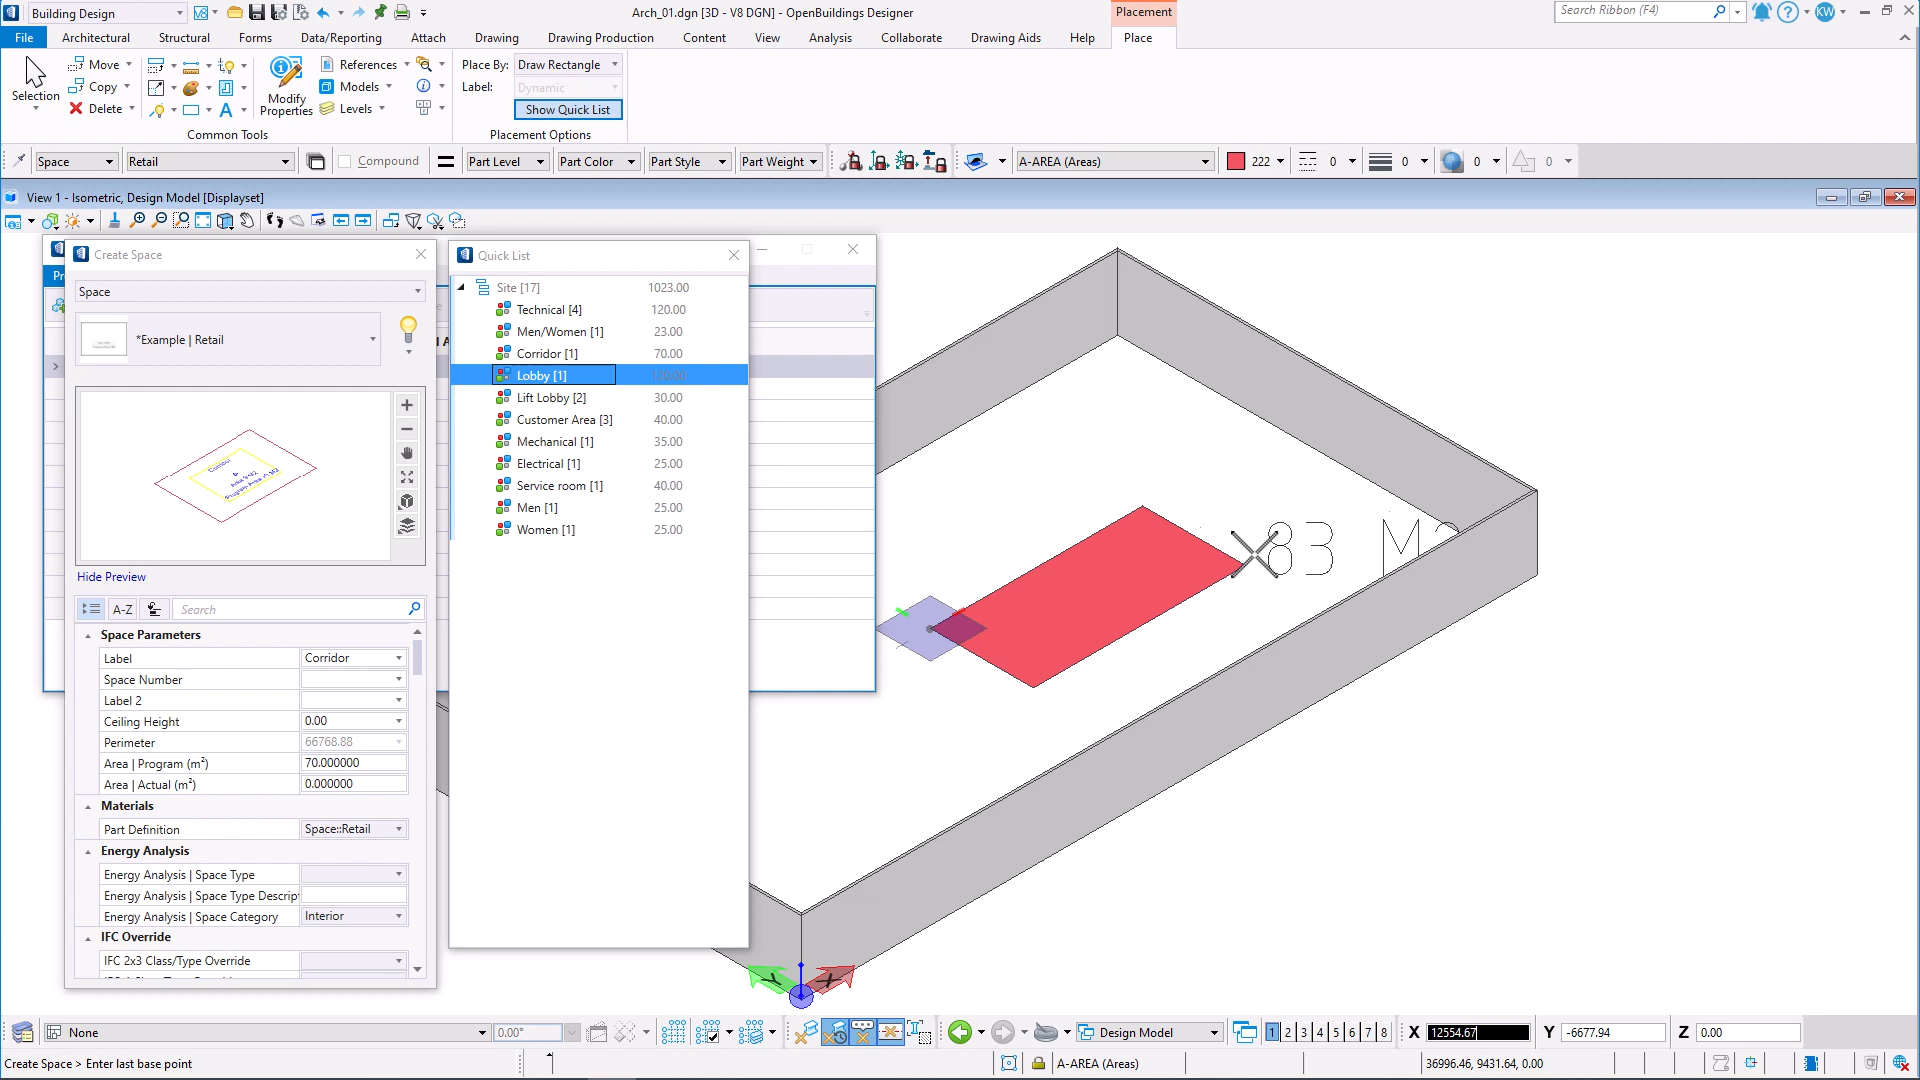 Building Design
Arch_01.dgn [3D - V8 DGN] - OpenBuildings Designer
Placement
Search Ribbon (F4)
KW
File
Architectural
Structural
Forms
Data/Reporting
Attach
Drawing
Drawing Production
Content
View
Analysis
Collaborate
Drawing Aids
Help
Place
Selection
Move
Copy
Delete
Modify
Properties
References
Models
Levels
Common Tools
Place By: Draw Rectangle
Label: Dynamic
Show Quick List
Placement Options
Space
Retail
Compound
Part Level
Part Color
Part Style
Part Weight
A-AREA (Areas)
222
0
0
0
0
View 1 - Isometric, Design Model [Displayset]
Create Space
Space
*Example | Retail
Hide Preview
A-Z
Search
Space Parameters
Label Corridor
Space Number
Label 2
Ceiling Height 0.00
Perimeter 66768.88
Area | Program (m²) 70.000000
Area | Actual (m²) 0.000000
Materials
Part Definition Space::Retail
Energy Analysis
Energy Analysis | Space Type
Energy Analysis | Space Type Descrip
Energy Analysis | Space Category Interior
IFC Override
IFC 2x3 Class/Type Override
Quick List
Site [17] 1023.00
Technical [4] 120.00
Men/Women [1] 23.00
Corridor [1] 70.00
Lobby [1] 120.00
Lift Lobby [2] 30.00
Customer Area [3] 40.00
Mechanical [1] 35.00
Electrical [1] 25.00
Service room [1] 40.00
Men [1] 25.00
Women [1] 25.00
83 M2
Y
X
None
0.00°
Design Model
1 2 3 4 5 6 7 8
X 12554.67
Y -6677.94
Z 0.00
Create Space > Enter last base point
A-AREA (Areas)
36996.46, 9431.64, 0.00